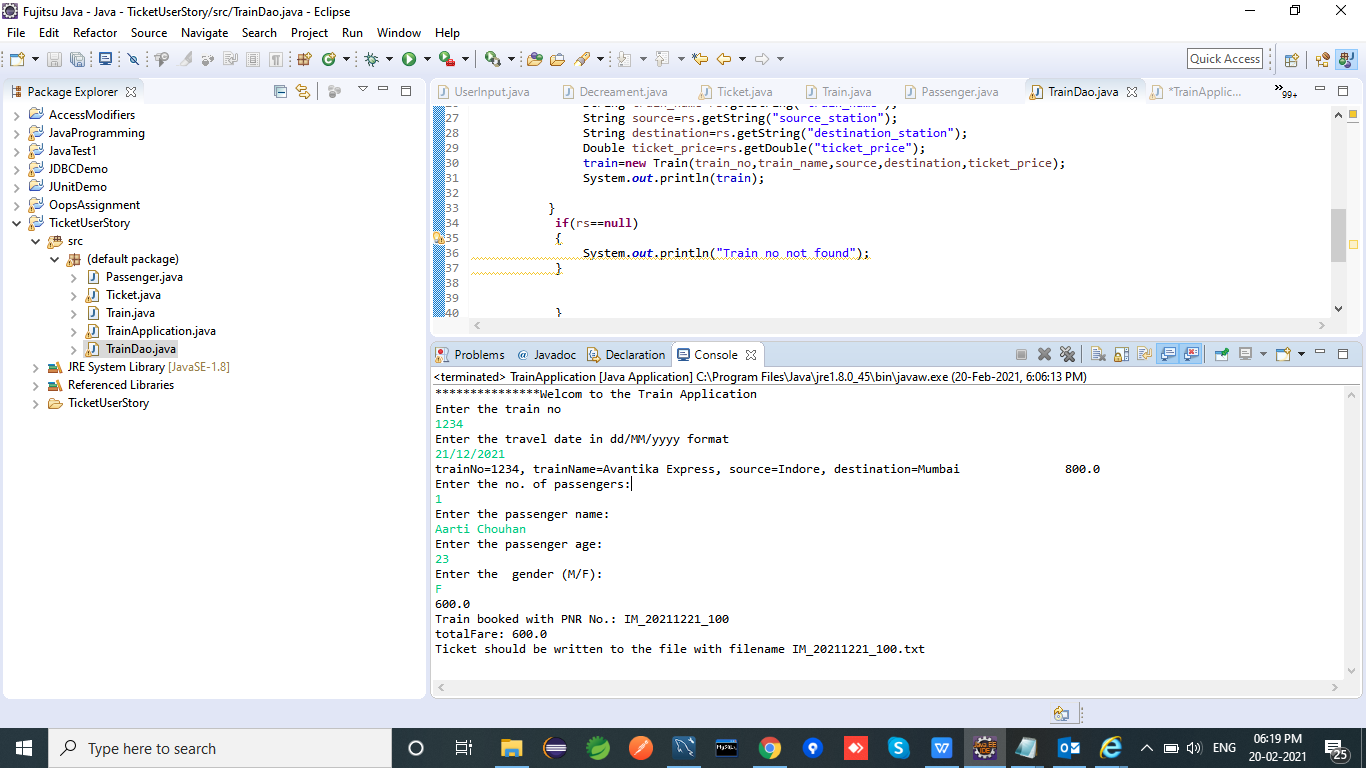 Fujitsu Java - Java - TicketUserStory/src/TrainDao.java - Eclipse
File Edit Refactor Source Navigate Search Project Run Window Help
Quick Access
Package Explorer
AccessModifiers
JavaProgramming
JavaTest1
JDBCDemo
JUnitDemo
OopsAssignment
TicketUserStory
src
(default package)
Passenger.java
Ticket.java
Train.java
TrainApplication.java
TrainDao.java
JRE System Library [JavaSE-1.8]
Referenced Libraries
TicketUserStory
UserInput.java Decreament.java Ticket.java Train.java Passenger.java TrainDao.java *TrainApplic... 99+
27 String source=rs.getString("source_station");
28 String destination=rs.getString("destination_station");
29 Double ticket_price=rs.getDouble("ticket_price");
30 train=new Train(train_no,train_name,source,destination,ticket_price);
31 System.out.println(train);
32
33 }
34 if(rs==null)
35 {
36 System.out.println("Train no not found");
37 }
38
39
40 }
Problems @ Javadoc Declaration Console
<terminated> TrainApplication [Java Application] C:\Program Files\Java\jre1.8.0_45\bin\javaw.exe (20-Feb-2021, 6:06:13 PM)
***************Welcom to the Train Application
Enter the train no
1234
Enter the travel date in dd/MM/yyyy format
21/12/2021
trainNo=1234, trainName=Avantika Express, source=Indore, destination=Mumbai 800.0
Enter the no. of passengers:
1
Enter the passenger name:
Aarti Chouhan
Enter the passenger age:
23
Enter the  gender (M/F):
F
600.0
Train booked with PNR No.: IM_20211221_100
totalFare: 600.0
Ticket should be written to the file with filename IM_20211221_100.txt
Type here to search
ENG
06:19 PM
20-02-2021
25